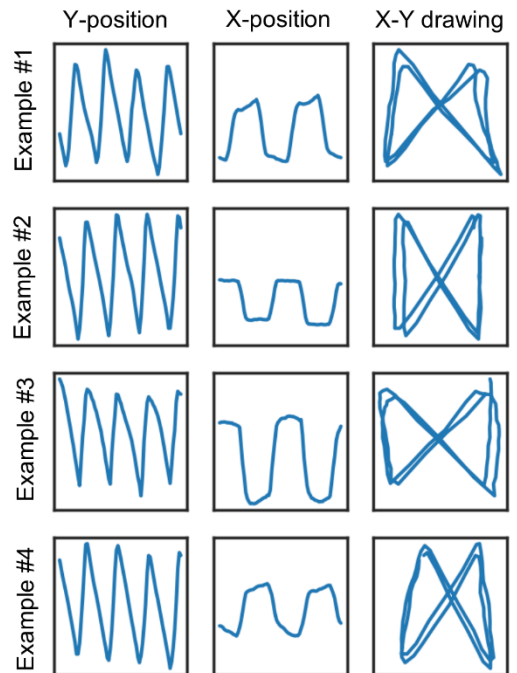 Y-position X-position X-Y drawing
Example #1
Example #2
Example #3
Example #4